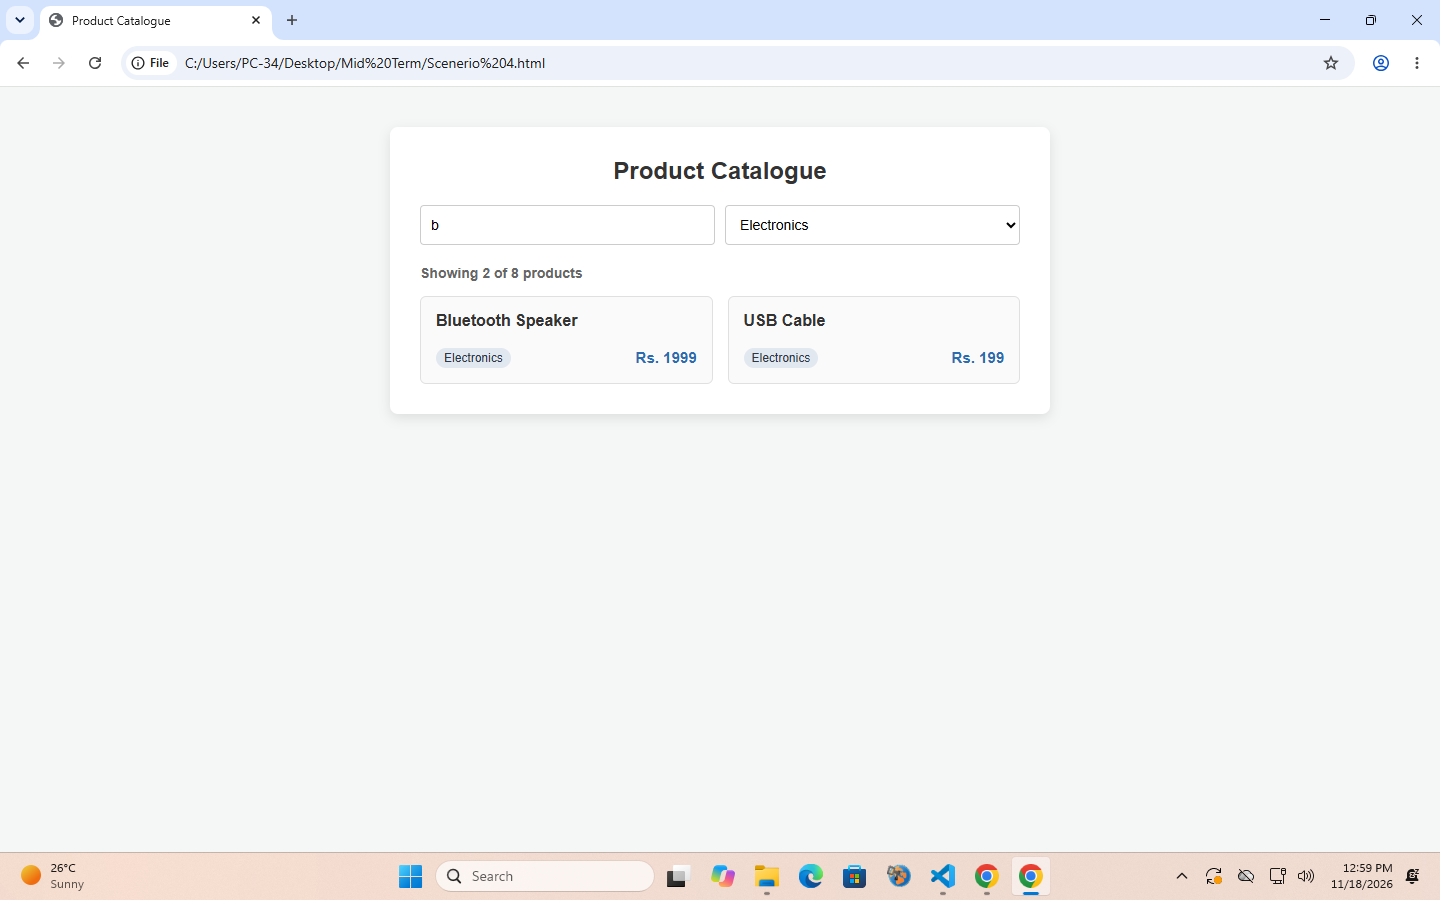 Product Catalogue
File C:/Users/PC-34/Desktop/Mid%20Term/Scenerio%204.html
Product Catalogue
b Electronics
Showing 2 of 8 products
Bluetooth Speaker
Electronics Rs. 1999
USB Cable
Electronics Rs. 199
26°C
Sunny
Search
12:59 PM
11/18/2026